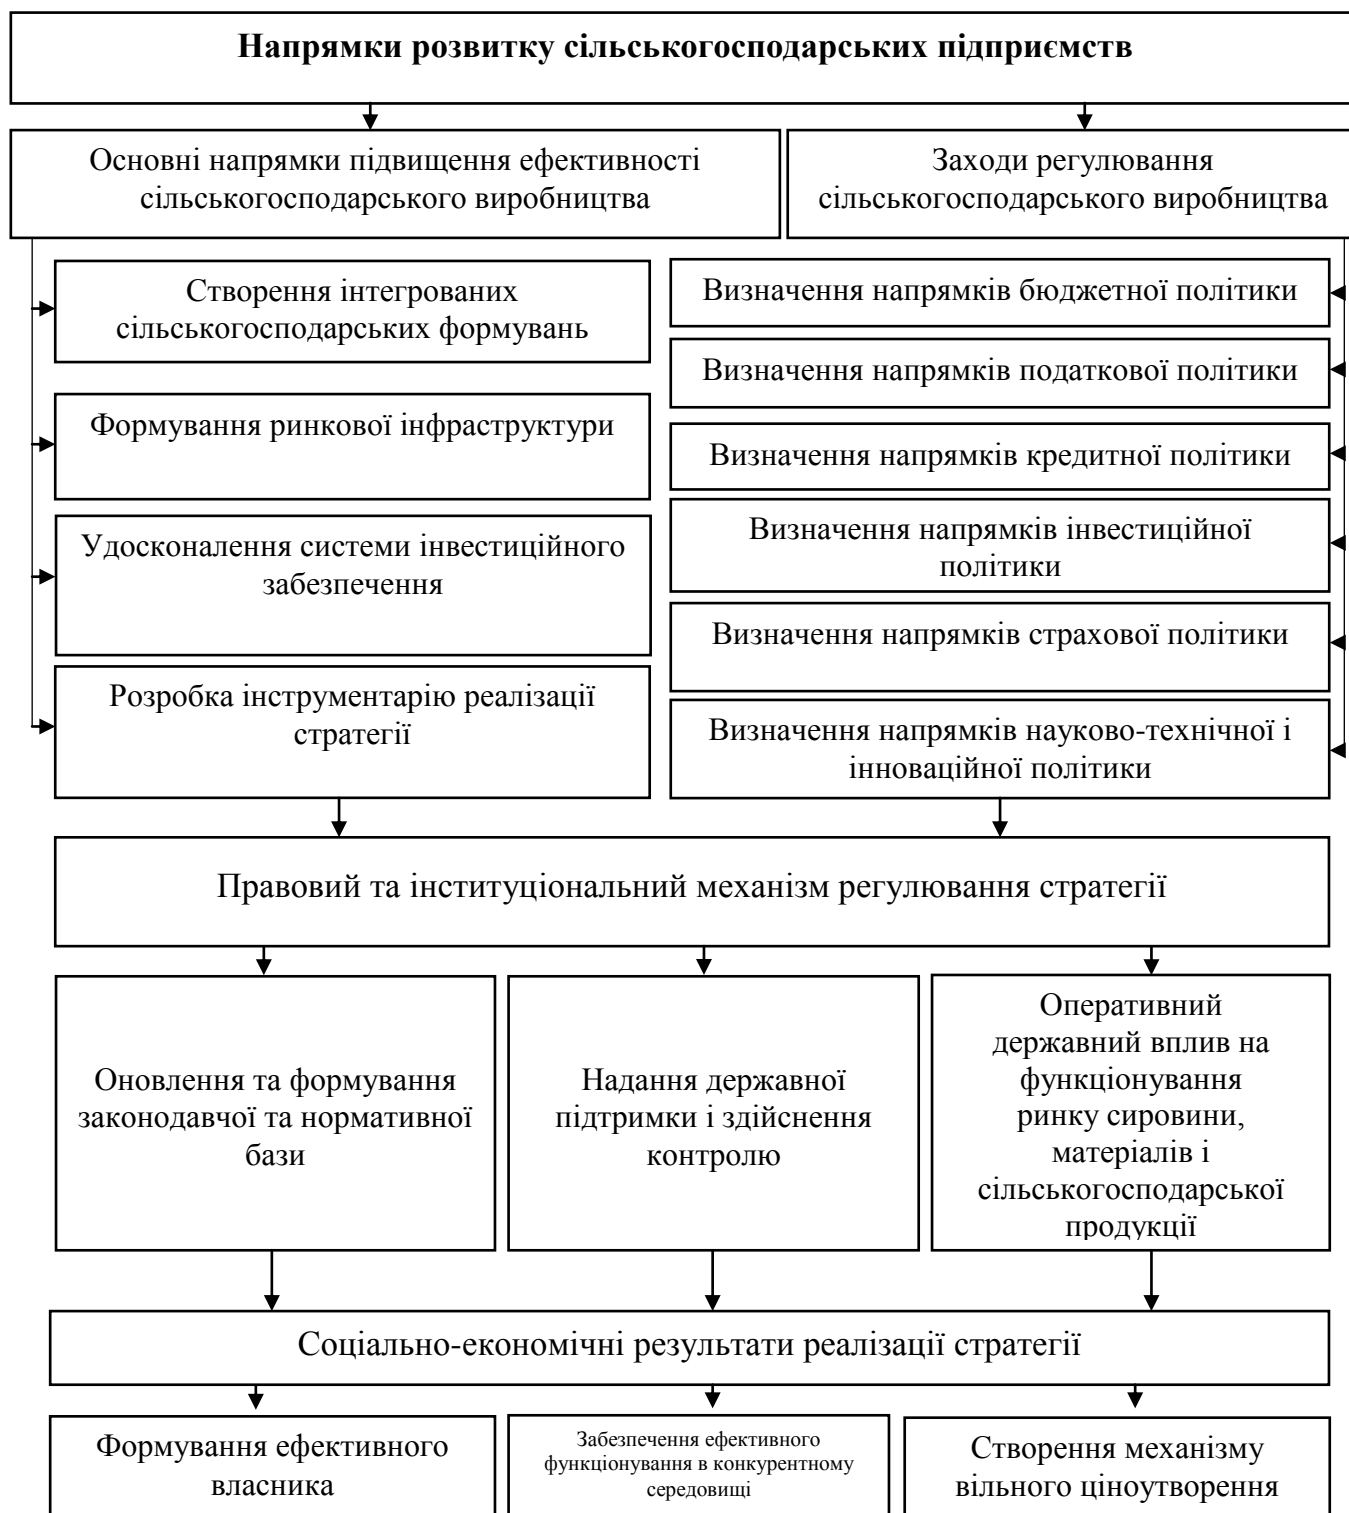 Напрямки розвитку сільськогосподарських підприємств
Основні напрямки підвищення ефективності
сільськогосподарського виробництва
Заходи регулювання
сільськогосподарського виробництва
Створення інтегрованих
сільськогосподарських формувань
Формування ринкової інфраструктури
Удосконалення системи інвестиційного
забезпечення
Розробка інструментарію реалізації
стратегії
Визначення напрямків бюджетної політики
Визначення напрямків податкової політики
Визначення напрямків кредитної політики
Визначення напрямків інвестиційної
політики
Визначення напрямків страхової політики
Визначення напрямків науково-технічної і
інноваційної політики
Правовий та інституціональний механізм регулювання стратегії
Оновлення та формування
законодавчої та нормативної
бази
Надання державної
підтримки і здійснення
контролю
Оперативний
державний вплив на
функціонування
ринку сировини,
матеріалів і
сільськогосподарської
продукції
Соціально-економічні результати реалізації стратегії
Формування ефективного
власника
Забезпечення ефективного
функціонування в конкурентному
середовищі
Створення механізму
вільного ціноутворення